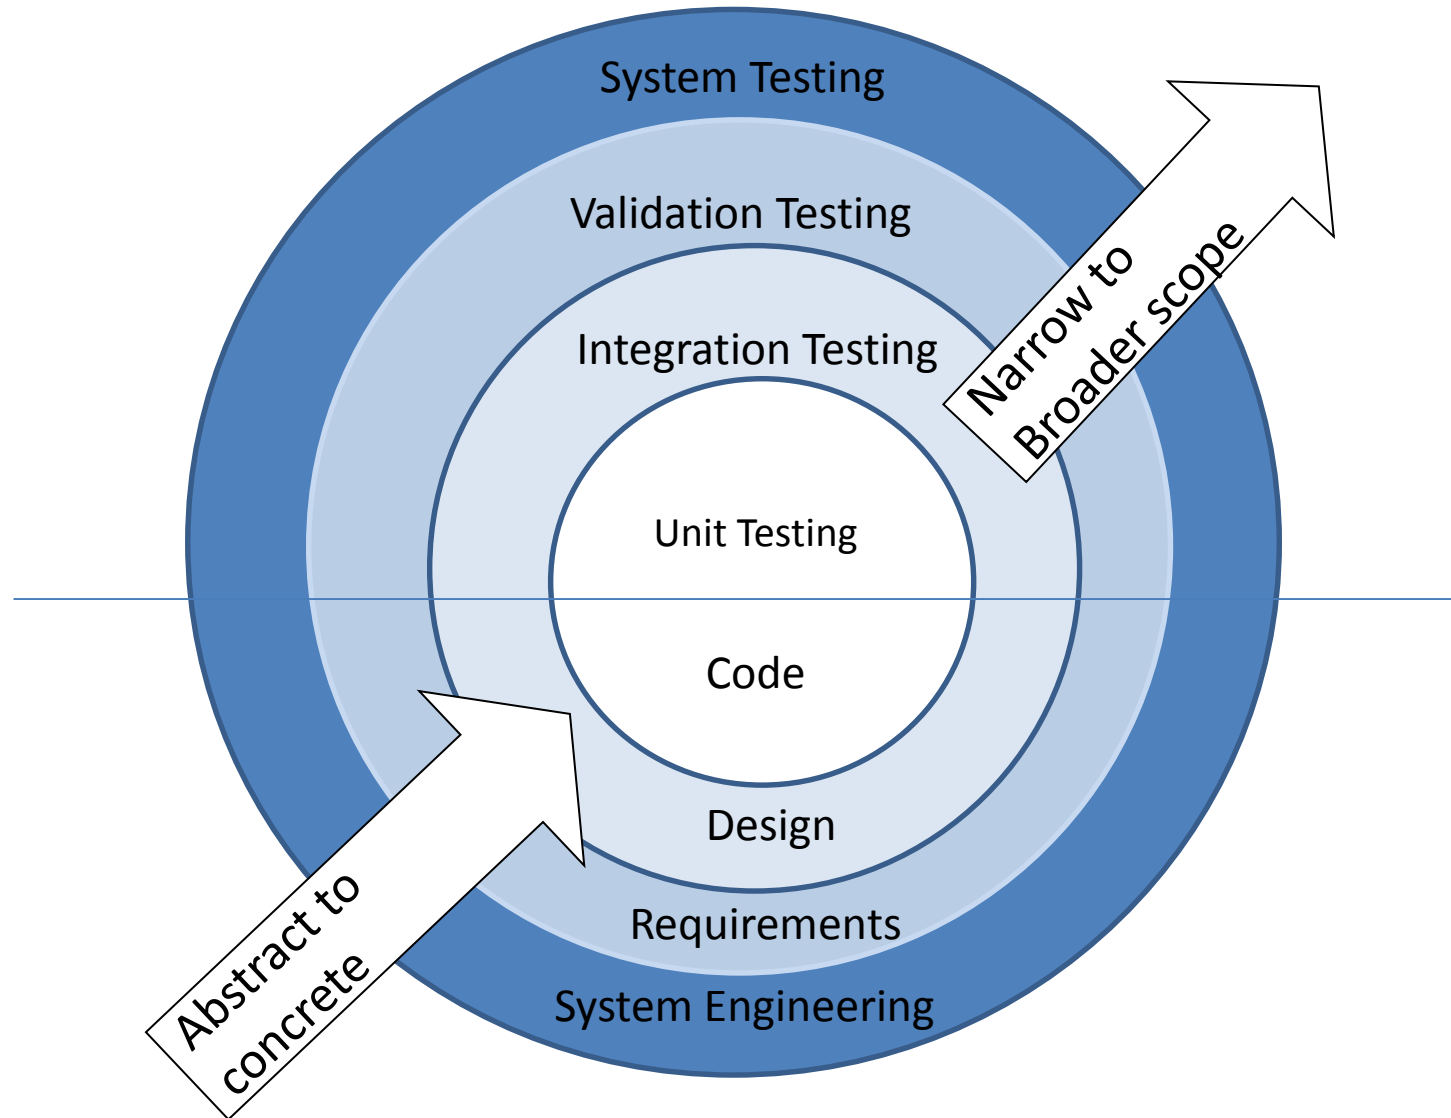 System Testing
Validation Testing
Integration Testing
Narrow to
Broader scope
Unit Testing
Code
Design
Requirements
System Engineering
Abstract to
concrete